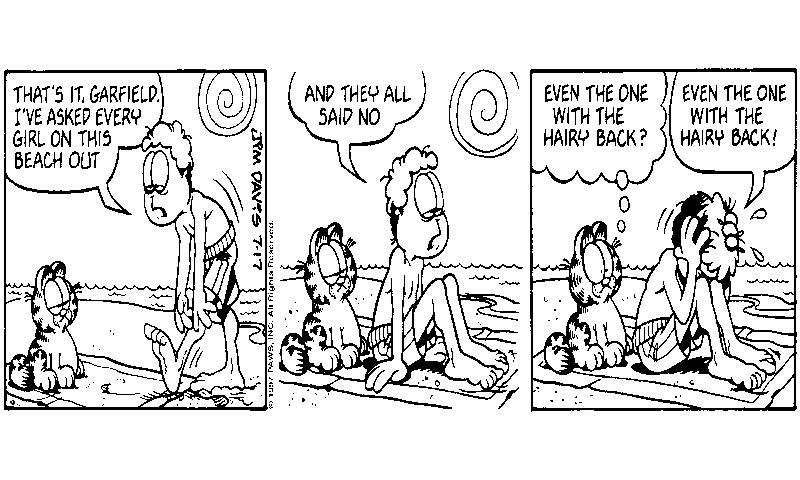 THAT'S IT, GARFIELD.
I'VE ASKED EVERY
GIRL ON THIS
BEACH OUT
JIM DAVIS 7-17
AND THEY ALL
SAID NO
EVEN THE ONE
WITH THE
HAIRY BACK?
EVEN THE ONE
WITH THE
HAIRY BACK!